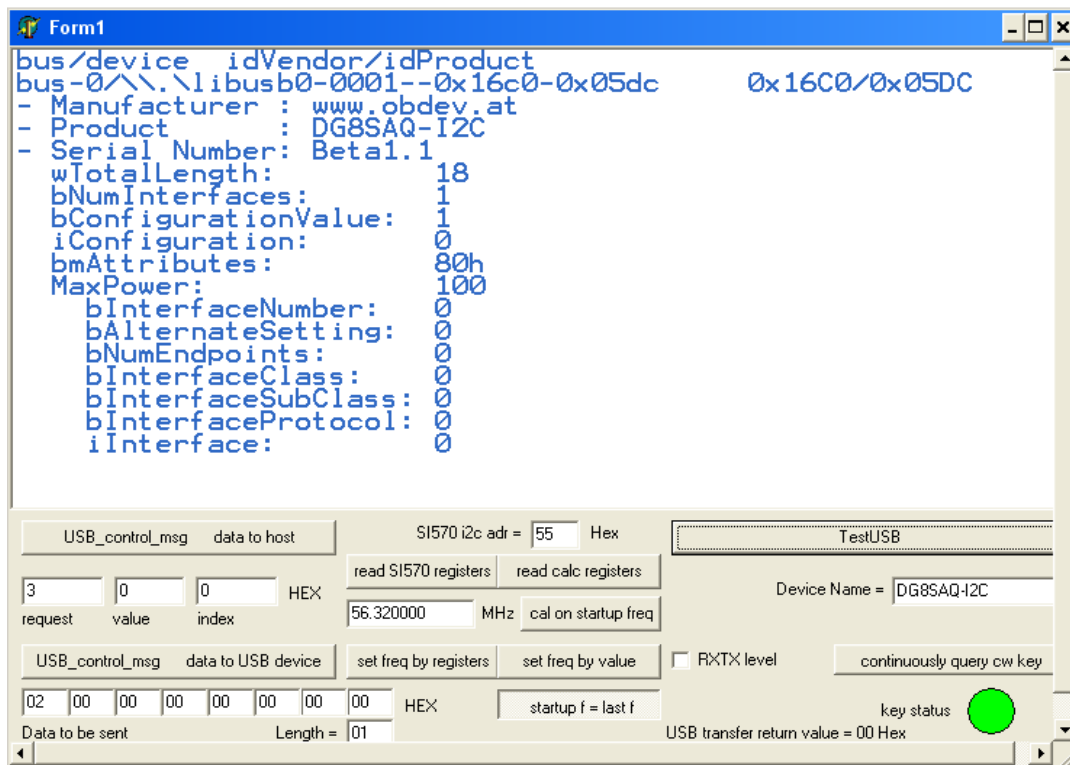 Form1
bus/device  idVendor/idProduct
bus-0/\\.\libusb0-0001--0x16c0-0x05dc     0x16C0/0x05DC
- Manufacturer : www.obdev.at
- Product      : DG8SAQ-I2C
- Serial Number: Beta1.1
  wTotalLength:         18
  bNumInterfaces:       1
  bConfigurationValue:  1
  iConfiguration:       0
  bmAttributes:         80h
  MaxPower:             100
    bInterfaceNumber:   0
    bAlternateSetting:  0
    bNumEndpoints:      0
    bInterfaceClass:    0
    bInterfaceSubClass: 0
    bInterfaceProtocol: 0
    iInterface:         0
USB_control_msg data to host SI570 i2c adr = 55 Hex TestUSB
read SI570 registers read calc registers
3 0 0 HEX Device Name = DG8SAQ-I2C
request value index 56.320000 MHz cal on startup freq
USB_control_msg data to USB device set freq by registers set freq by value RXTX level continuously query cw key
02 00 00 00 00 00 00 00 HEX startup f = last f key status
Data to be sent Length = 01 USB transfer return value = 00 Hex